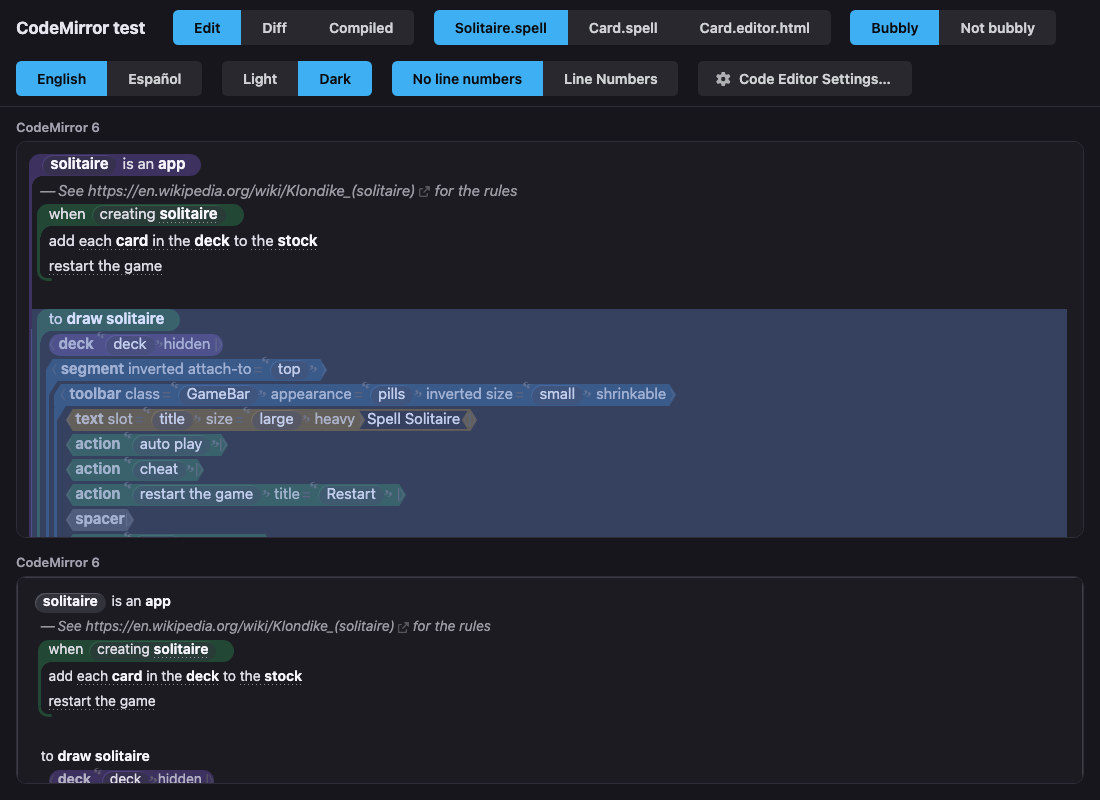 CodeMirror test Edit Diff Compiled Solitaire.spell Card.spell Card.editor.html Bubbly Not bubbly
English Español Light Dark No line numbers Line Numbers Code Editor Settings...
CodeMirror 6
solitaire is an app
— See https://en.wikipedia.org/wiki/Klondike_(solitaire) for the rules
when creating solitaire
add each card in the deck to the stock
restart the game
to draw solitaire
deck “ deck ” hidden
segment inverted attach-to = “ top ”
toolbar class = “ GameBar ” appearance = “ pills ” inverted size = “ small ” shrinkable
text slot “ title ” size “ large ” heavy Spell Solitaire
action “ auto play ”
action “ cheat ”
action “ restart the game ” title = “ Restart ”
spacer
CodeMirror 6
solitaire is an app
— See https://en.wikipedia.org/wiki/Klondike_(solitaire) for the rules
when creating solitaire
add each card in the deck to the stock
restart the game
to draw solitaire
deck “ deck ” hidden